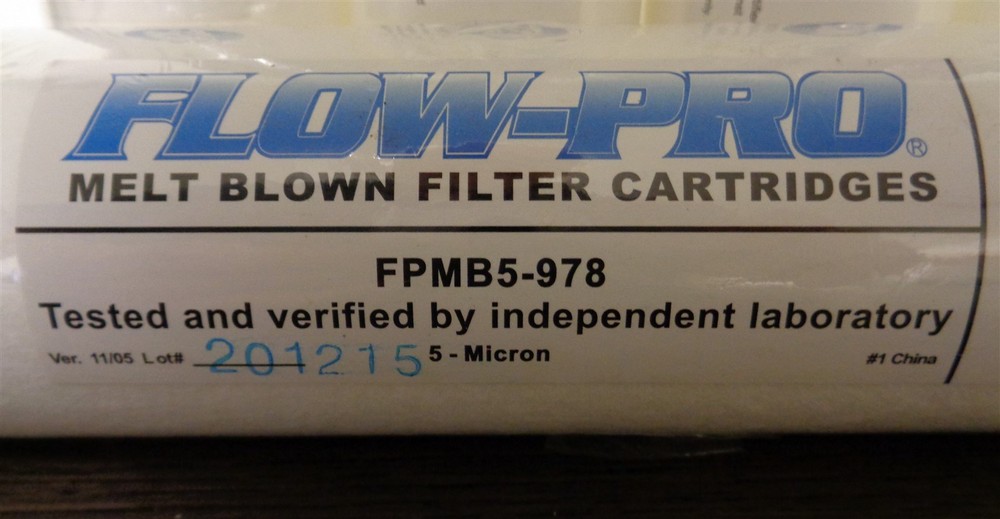 FLOW-PRO®
MELT BLOWN FILTER CARTRIDGES
FPMB5-978
Tested and verified by independent laboratory
Ver. 11/05 Lot# 201215 5 - Micron #1 China